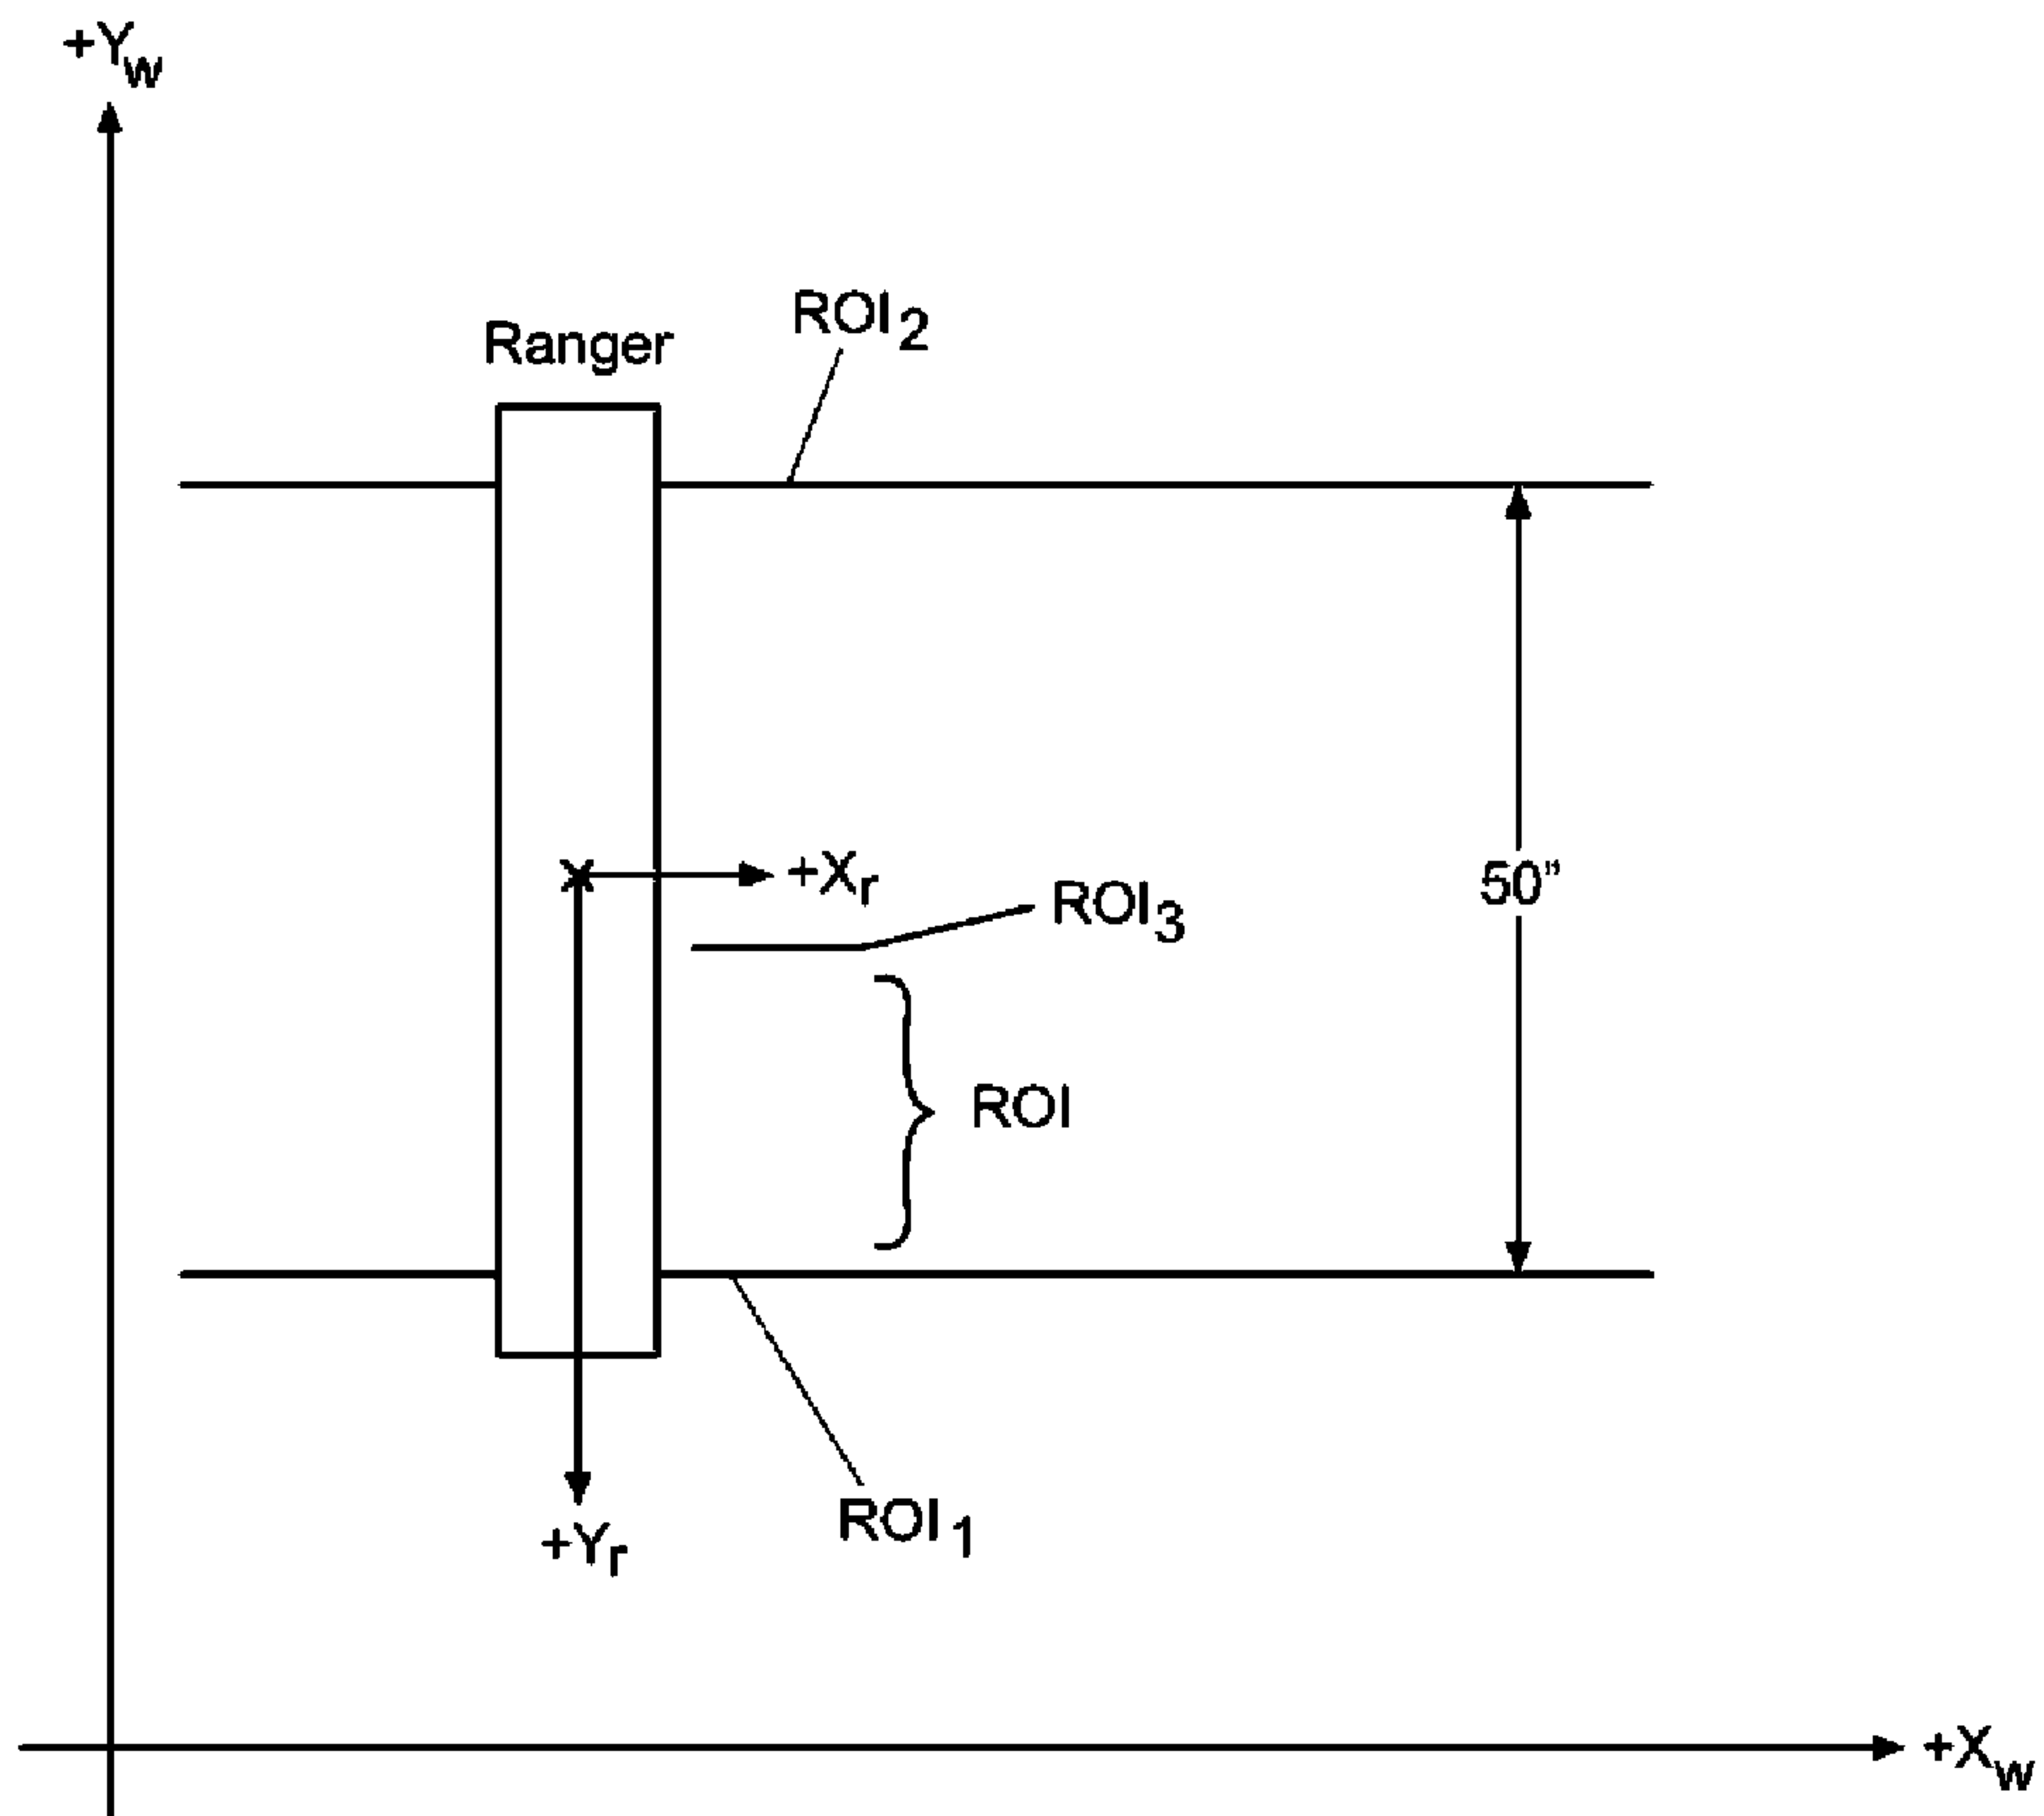 +Yw
ROI2
Ranger
+Xr
50”
ROI3
ROI
ROI1
+Yr
+Xw